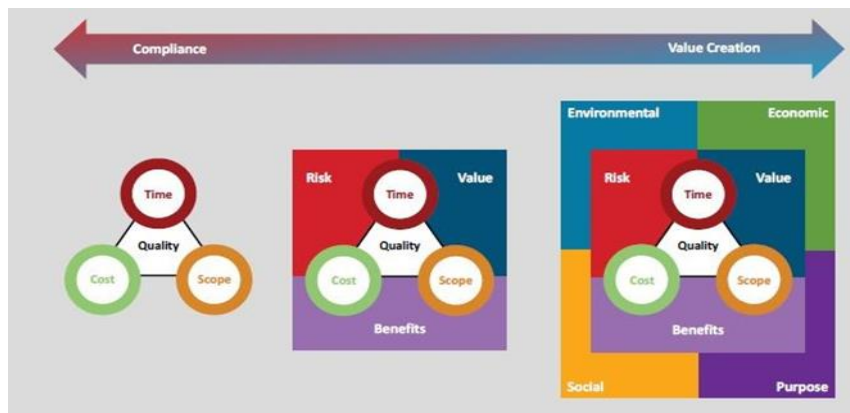 Compliance
Value Creation
Time
Quality
Cost
Scope
Risk
Value
Time
Quality
Cost
Scope
Benefits
Environmental
Economic
Risk
Value
Time
Quality
Cost
Scope
Benefits
Social
Purpose